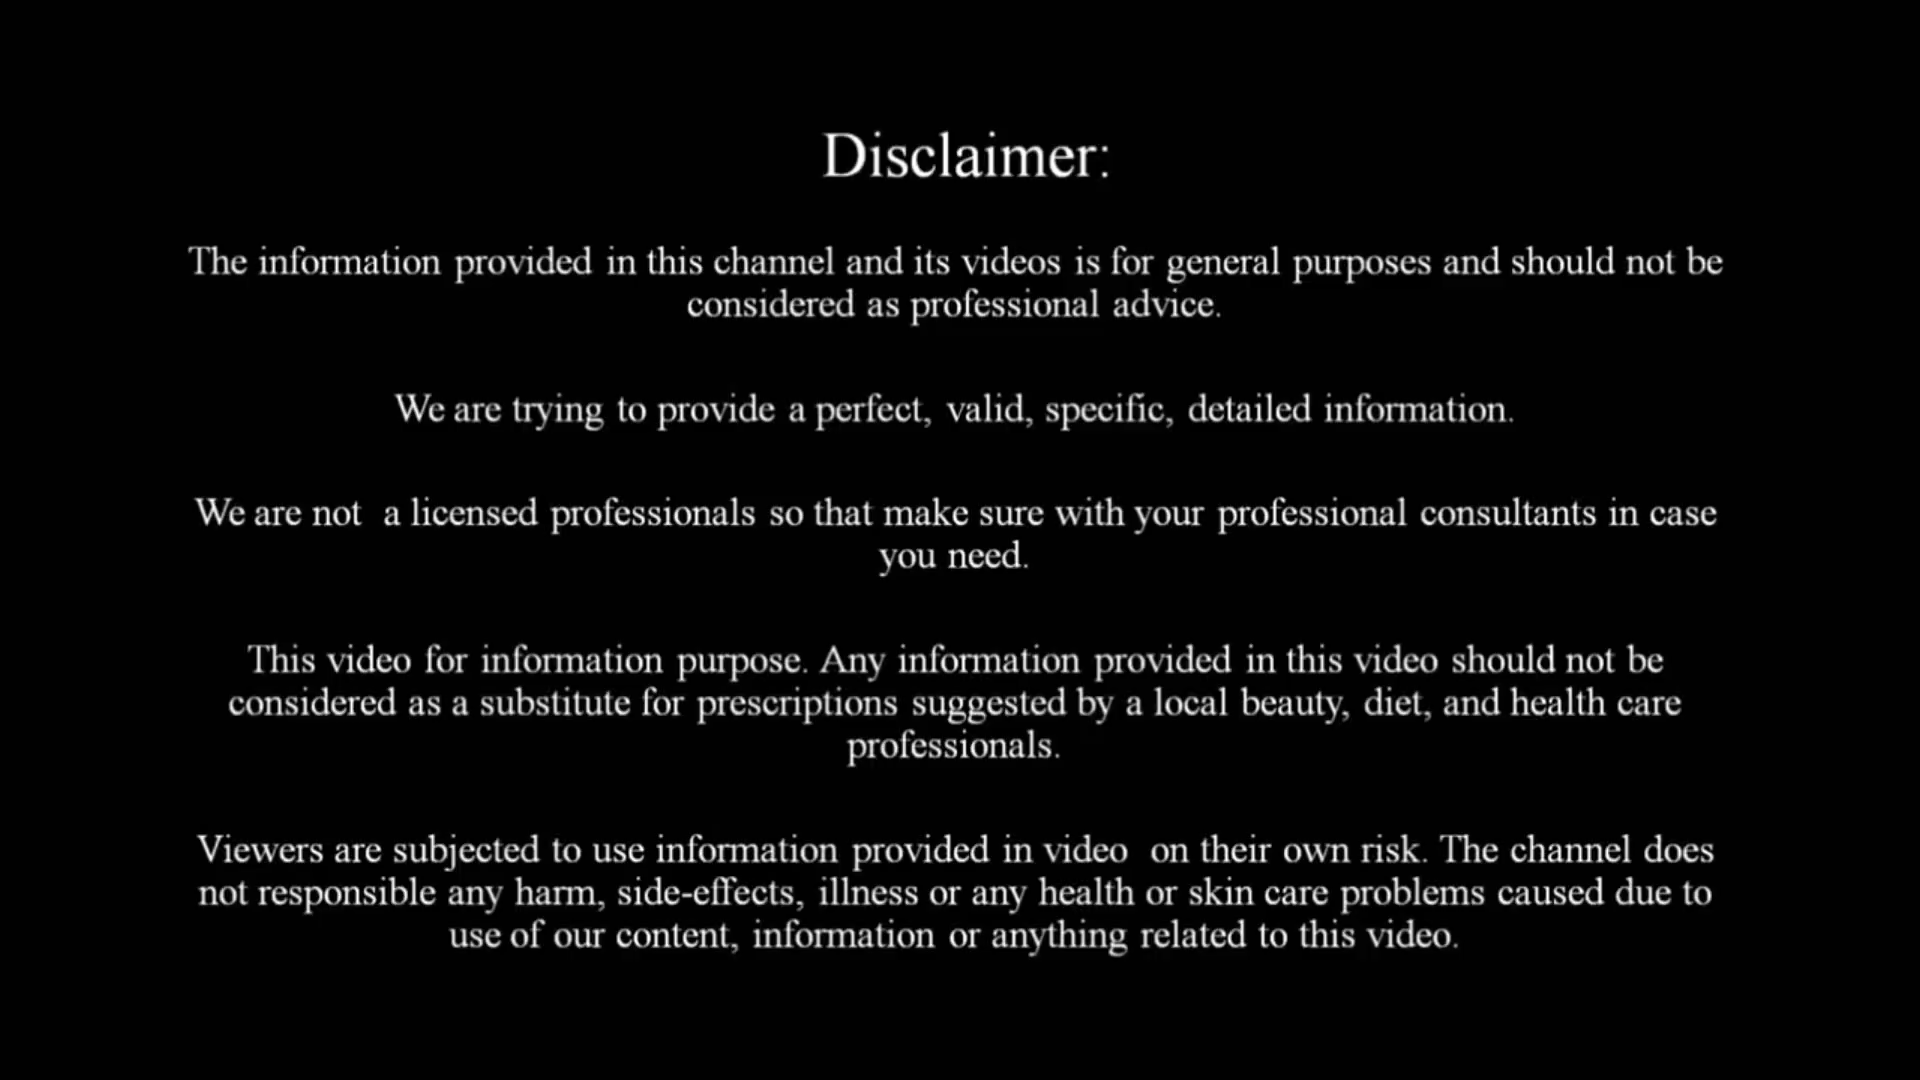 Disclaimer:
The information provided in this channel and its videos is for general purposes and should not be
considered as professional advice.
We are trying to provide a perfect, valid, specific, detailed information.
We are not  a licensed professionals so that make sure with your professional consultants in case
you need.
This video for information purpose. Any information provided in this video should not be
considered as a substitute for prescriptions suggested by a local beauty, diet, and health care
professionals.
Viewers are subjected to use information provided in video  on their own risk. The channel does
not responsible any harm, side-effects, illness or any health or skin care problems caused due to
use of our content, information or anything related to this video.